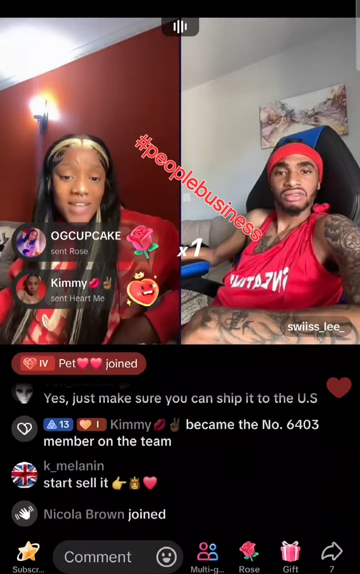 #peoplebusiness
OGCUPCAKE
sent Rose
x1
Kimmy💋✌🏿
sent Heart Me
swiiss_lee_
IV Pet❤️❤️ joined
Yes, just make sure you can ship it to the U.S
13 I Kimmy💋✌🏿 became the No. 6403
member on the team
k_melanin
start sell it 👉👑❤️
Nicola Brown joined
Subscr...
Comment
Multi-g...
Rose
Gift
7